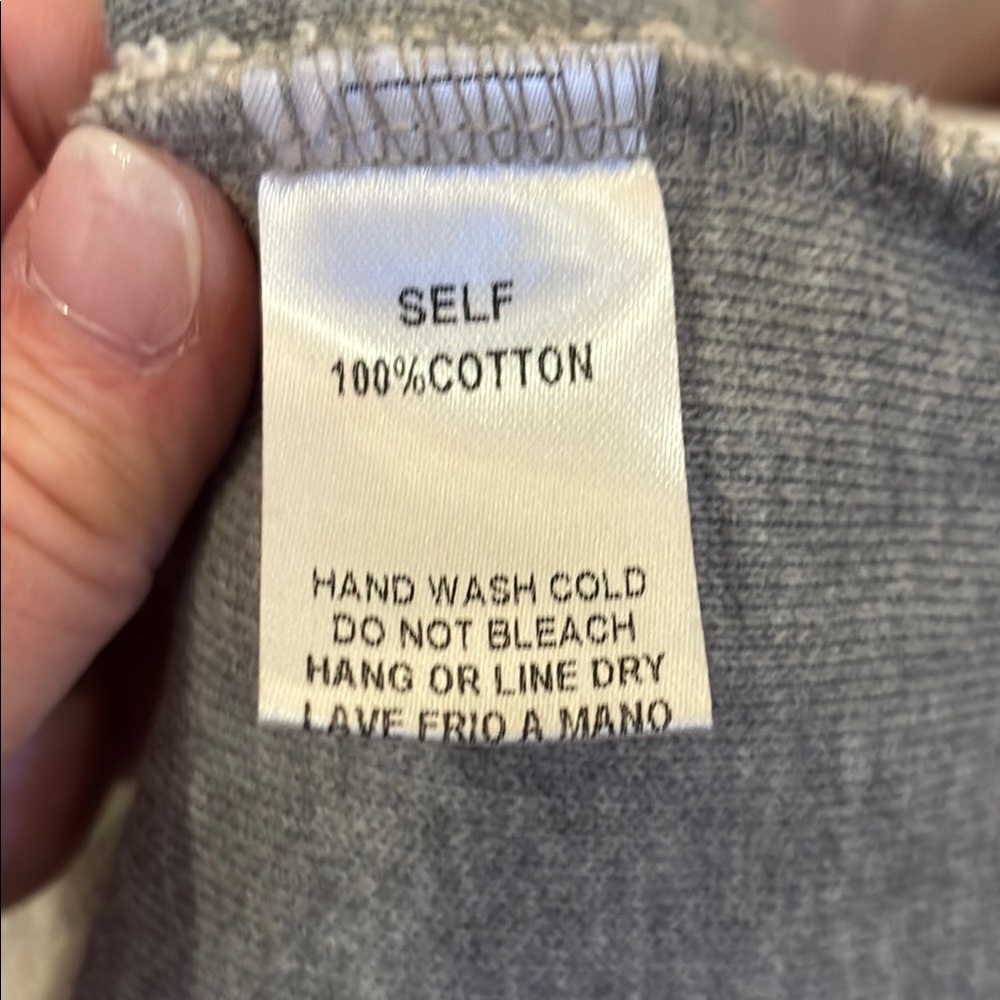 SELF
100%COTTON
HAND WASH COLD
DO NOT BLEACH
HANG OR LINE DRY
LAVE FRIO A MANO